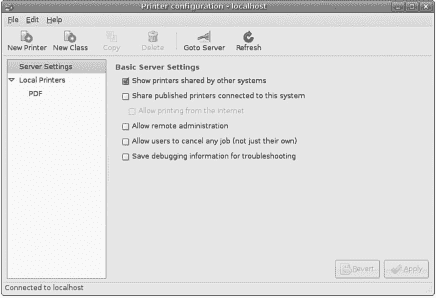 Printer configuration - localhost
File Edit Help
New Printer New Class Copy Delete Goto Server Refresh
Server Settings
Local Printers
PDF
Basic Server Settings
Show printers shared by other systems
Share published printers connected to this system
Allow printing from the Internet
Allow remote administration
Allow users to cancel any job (not just their own)
Save debugging information for troubleshooting
Revert Apply
Connected to localhost